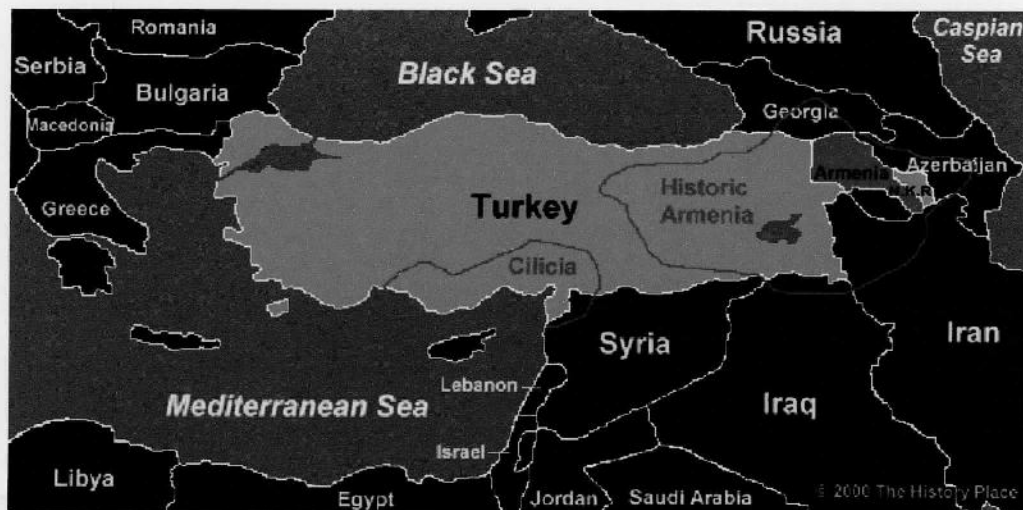 Romania
Russia
Caspian
Sea
Serbia
Black Sea
Bulgaria
Georgia
Macedonia
Azerbaijan
Armenia
Historic
Armenia
N.K.R.
Turkey
Greece
Cilicia
Syria
Iran
Lebanon
Mediterranean Sea
Iraq
Israel
Libya
Egypt
Jordan
Saudi Arabia
© 2000 The History Place